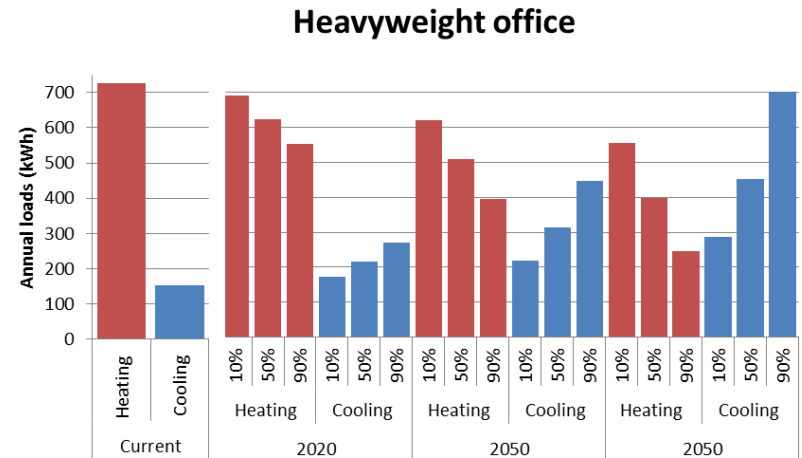 Heavyweight office
Annual loads (kWh)
700
600
500
400
300
200
100
0
Heating Cooling
10% 50% 90% 10% 50% 90% 10% 50% 90% 10% 50% 90% 10% 50% 90% 10% 50% 90%
Heating Cooling Heating Cooling Heating Cooling
Current 2020 2050 2050